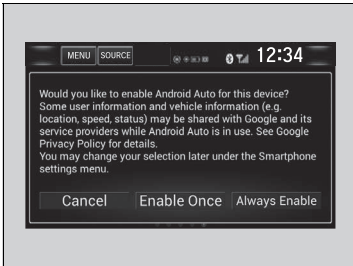 MENU SOURCE 12:34
Would you like to enable Android Auto for this device?
Some user information and vehicle information (e.g.
location, speed, status) may be shared with Google and its
service providers while Android Auto is in use. See Google
Privacy Policy for details.
You may change your selection later under the Smartphone
settings menu.
Cancel Enable Once Always Enable